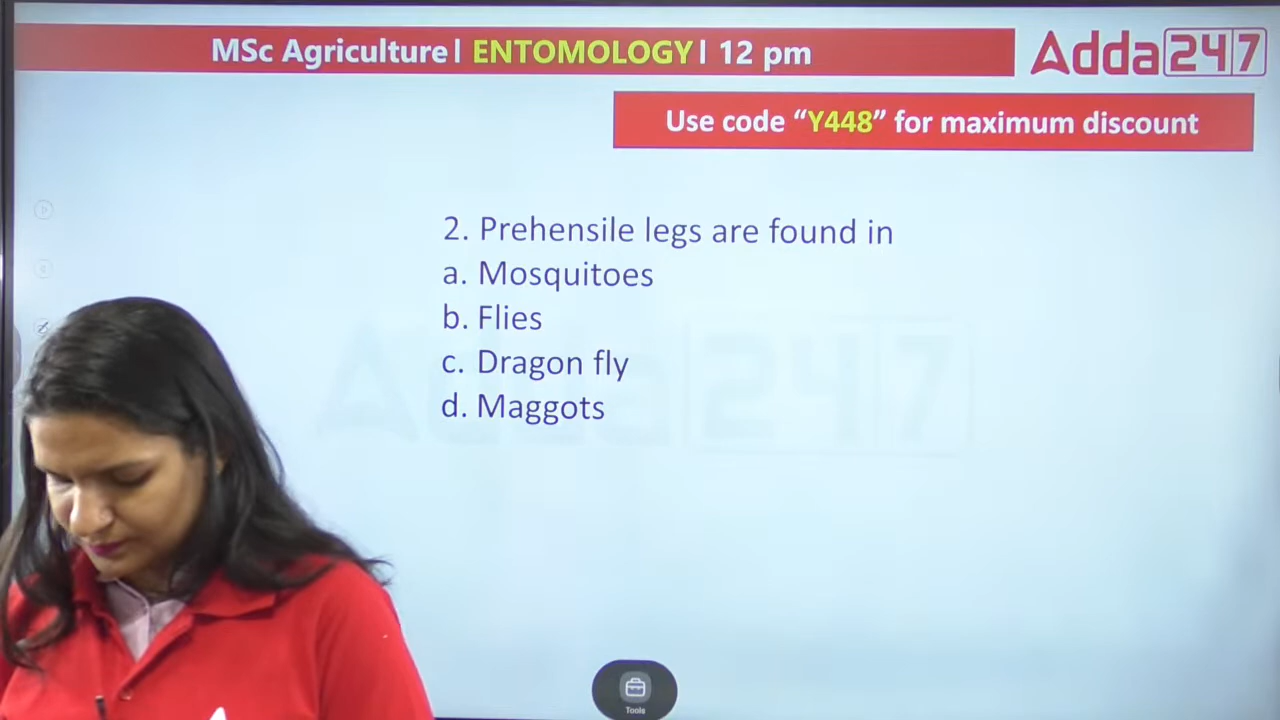 MSc Agriculture| ENTOMOLOGY| 12 pm
Adda247
Use code “Y448” for maximum discount
2. Prehensile legs are found in
a. Mosquitoes
b. Flies
c. Dragon fly
d. Maggots
Adda247
Tools